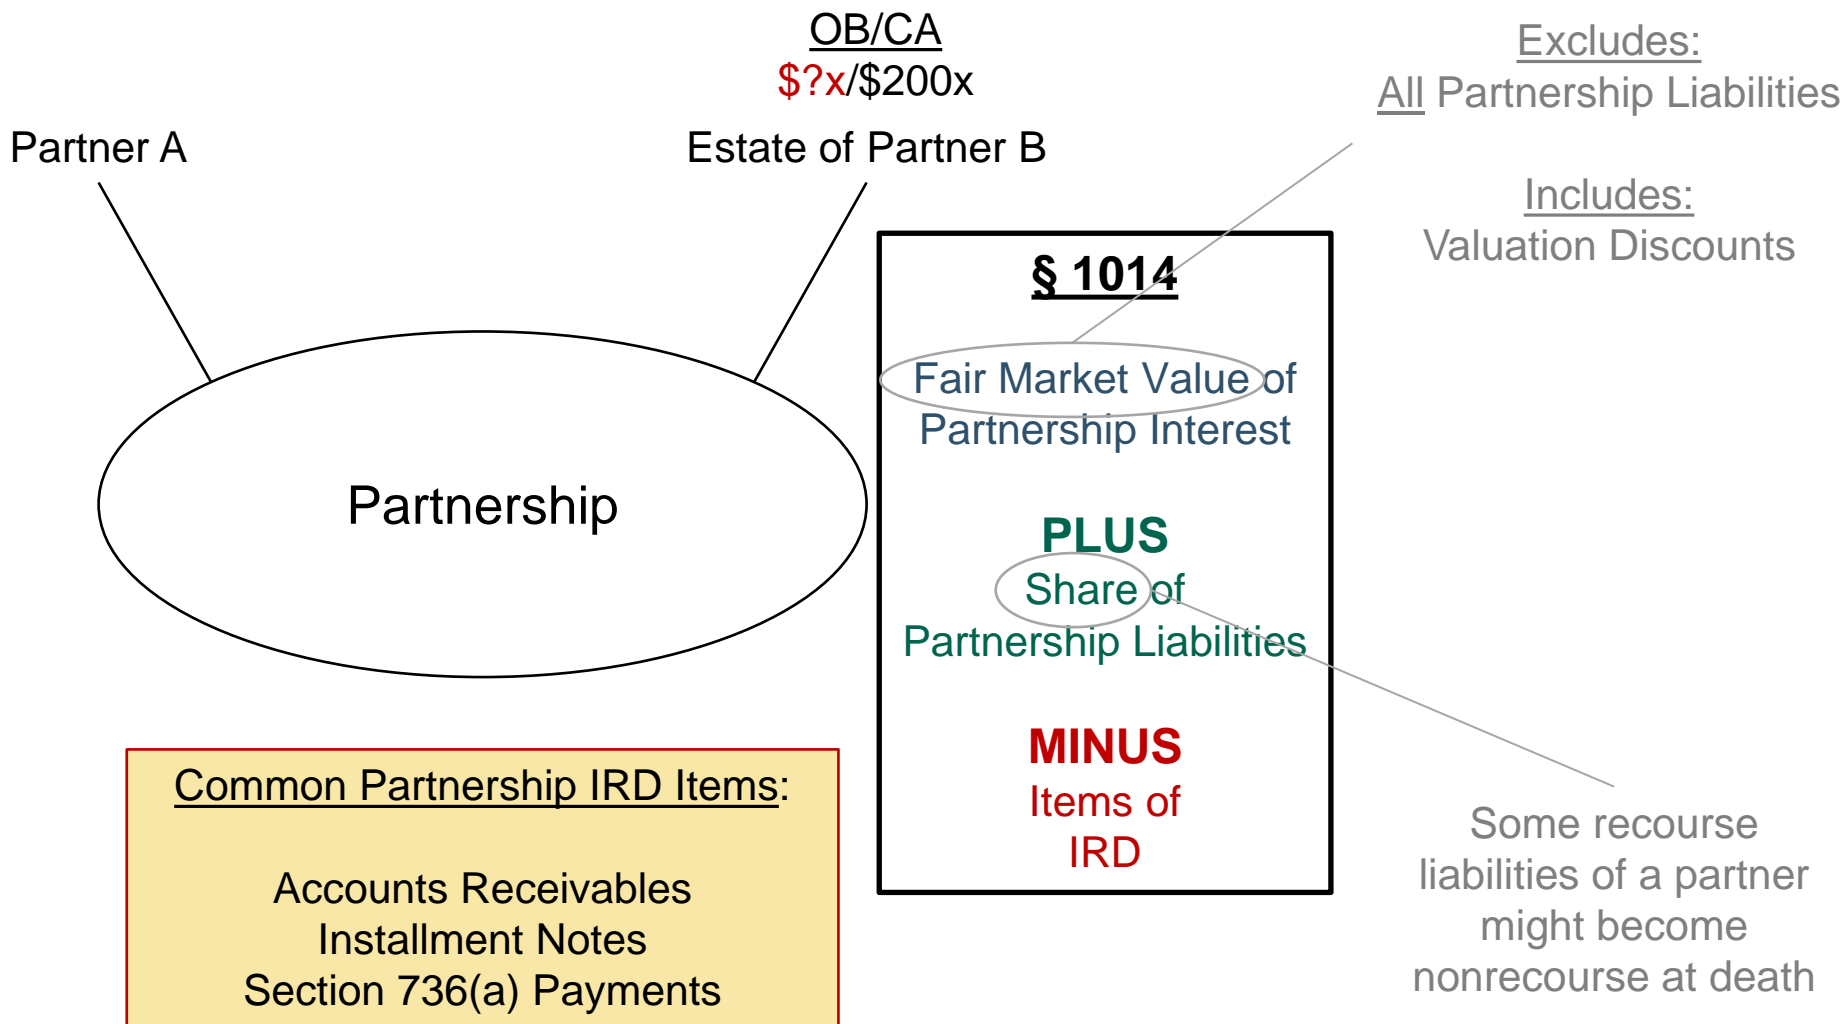 OB/CA
$?x/$200x
Partner A
Estate of Partner B
Excludes:
All Partnership Liabilities
Includes:
Valuation Discounts
§ 1014
Fair Market Value of
Partnership Interest
PLUS
Share of
Partnership Liabilities
MINUS
Items of
IRD
Partnership
Common Partnership IRD Items:
Accounts Receivables
Installment Notes
Section 736(a) Payments
Some recourse
liabilities of a partner
might become
nonrecourse at death